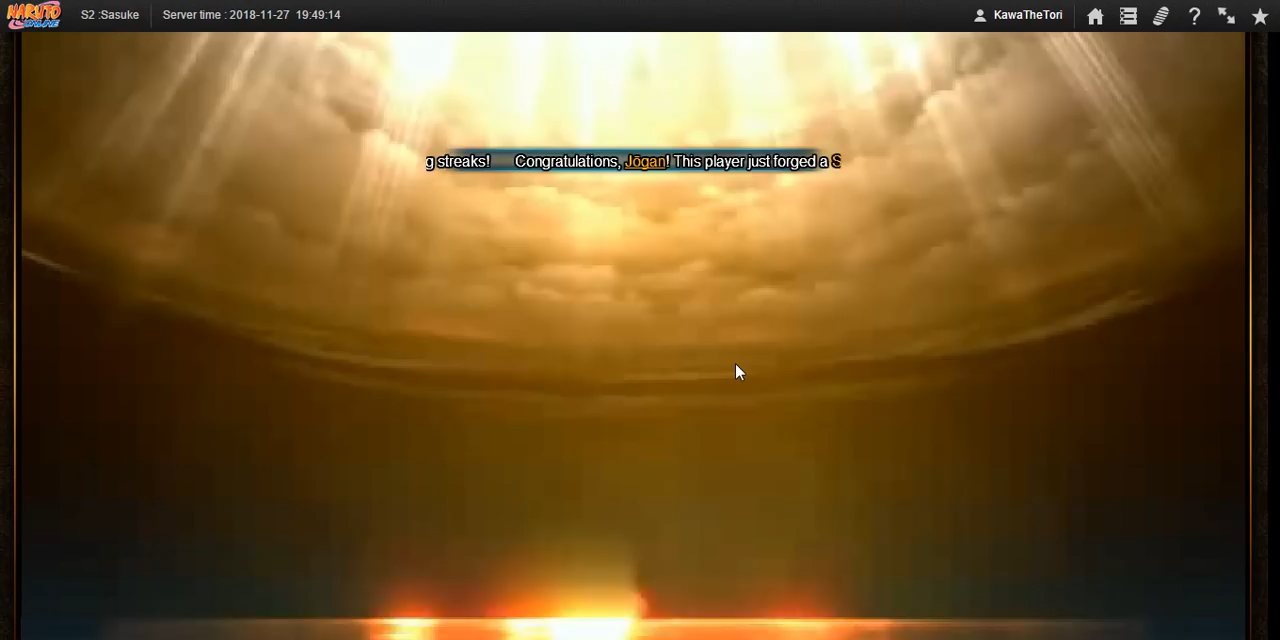 NARUTO
ONLINE
S2 :Sasuke
Server time : 2018-11-27 19:49:14
KawaTheTori
g streaks! Congratulations, Jōgan! This player just forged a S